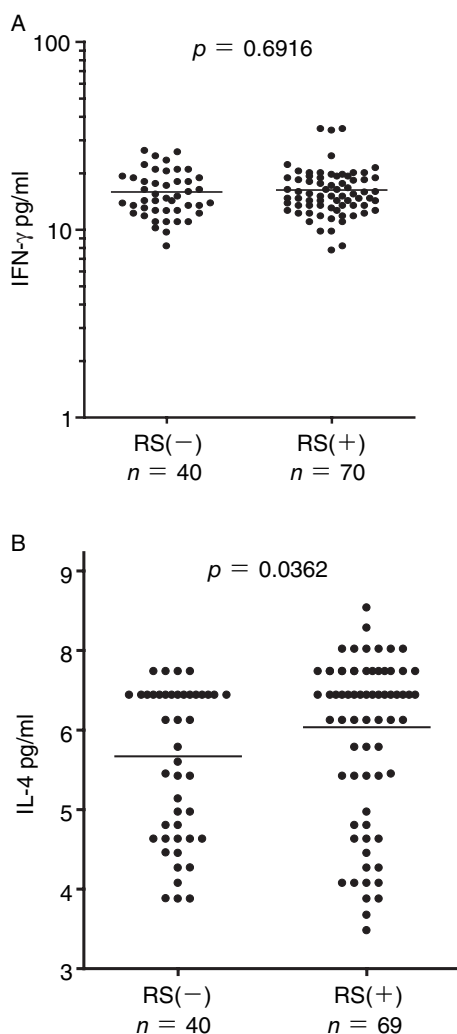 A
p = 0.6916
100
10
1
IFN-γ pg/ml
RS(−) RS(+)
n = 40 n = 70
B
p = 0.0362
9
8
6
5
4
3
IL-4 pg/ml
RS(−) RS(+)
n = 40 n = 69